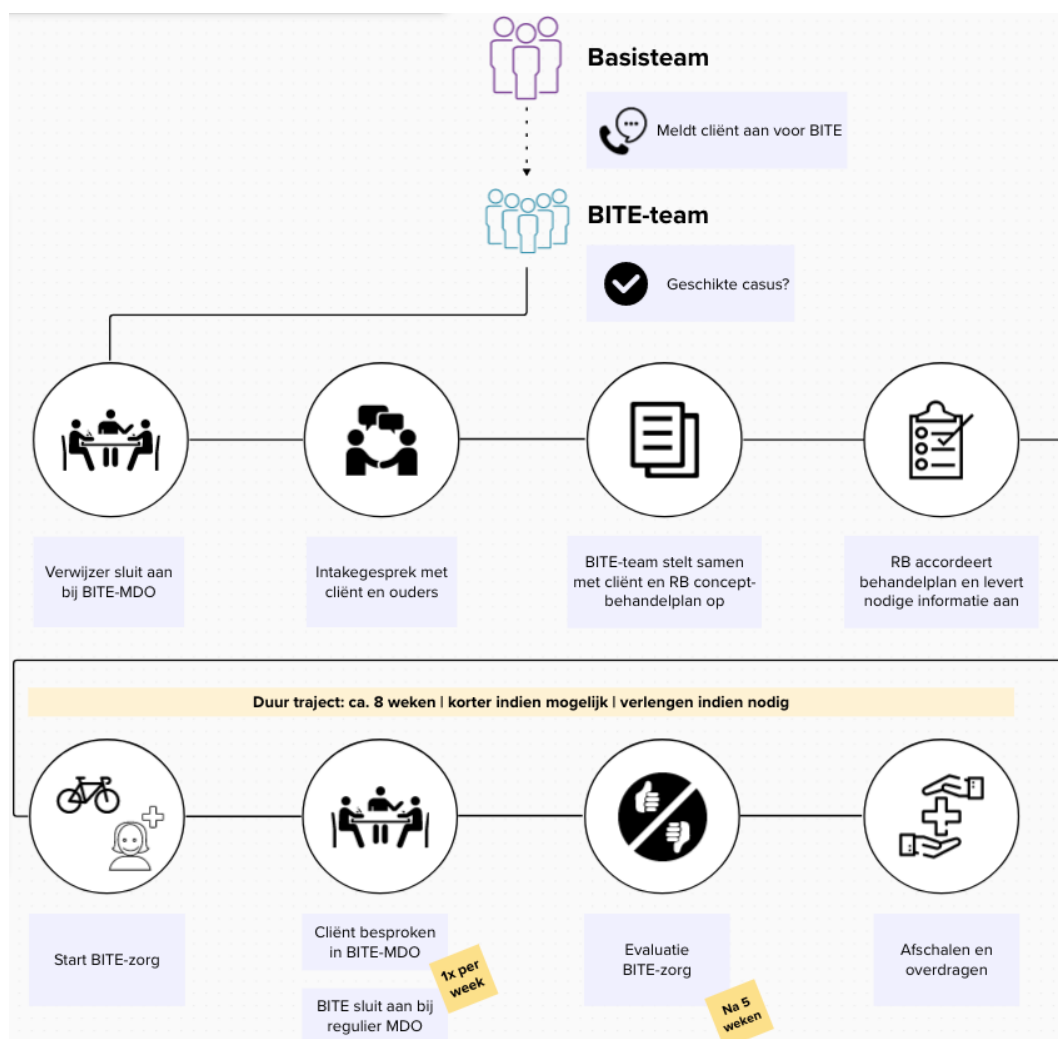 Basisteam
Meldt cliënt aan voor BITE
BITE-team
Geschikte casus?
Verwijzer sluit aan
bij BITE-MDO
Intakegesprek met
cliënt en ouders
BITE-team stelt samen
met cliënt en RB concept-
behandelplan op
RB accordeert
behandelplan en levert
nodige informatie aan
Duur traject: ca. 8 weken | korter indien mogelijk | verlengen indien nodig
Start BITE-zorg
Cliënt besproken
in BITE-MDO
1x per
week
BITE sluit aan bij
regulier MDO
Evaluatie
BITE-zorg
Na 5
weken
Afschalen en
overdragen